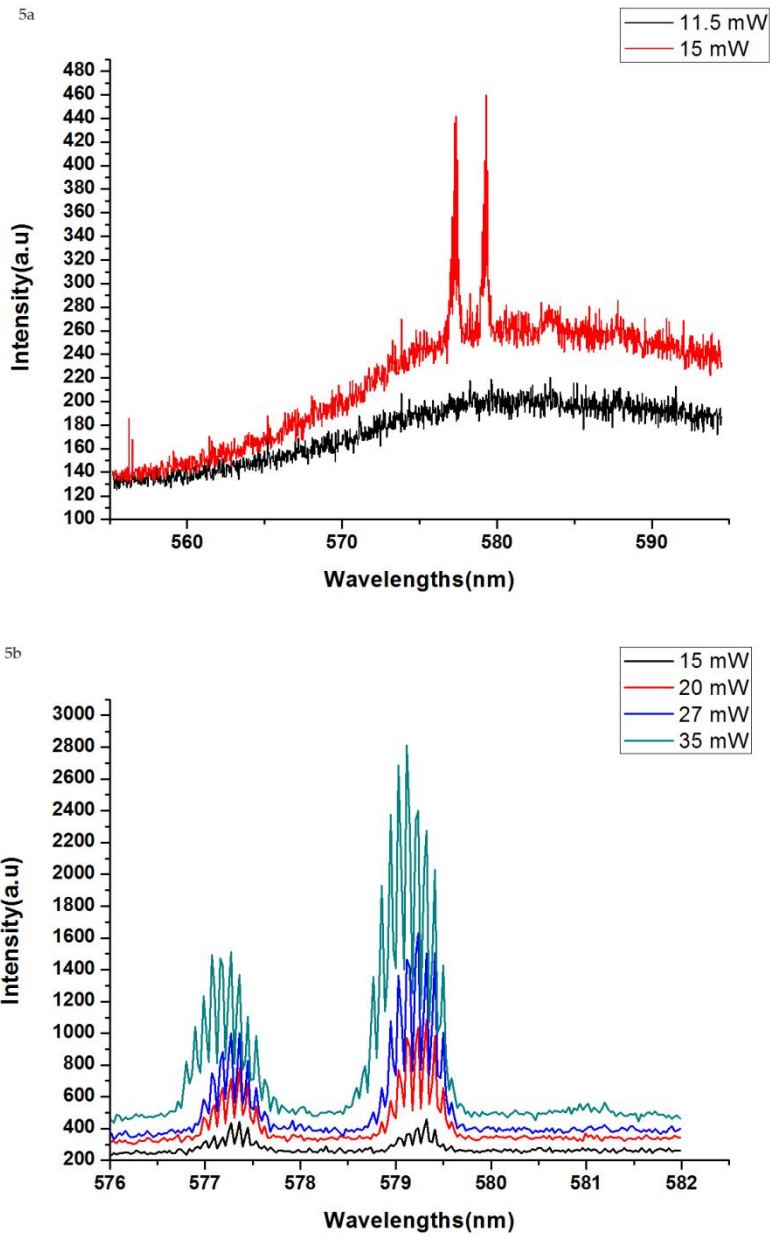 5a
11.5 mW
15 mW
480
460
440
420
400
380
360
340
320
300
280
260
240
220
200
180
160
140
120
100
Intensity(a.u)
560 570 580 590
Wavelengths(nm)
5b
15 mW
20 mW
27 mW
35 mW
3000
2800
2600
2400
2200
2000
1800
1600
1400
1200
1000
800
600
400
200
Intensity(a.u)
576 577 578 579 580 581 582
Wavelengths(nm)